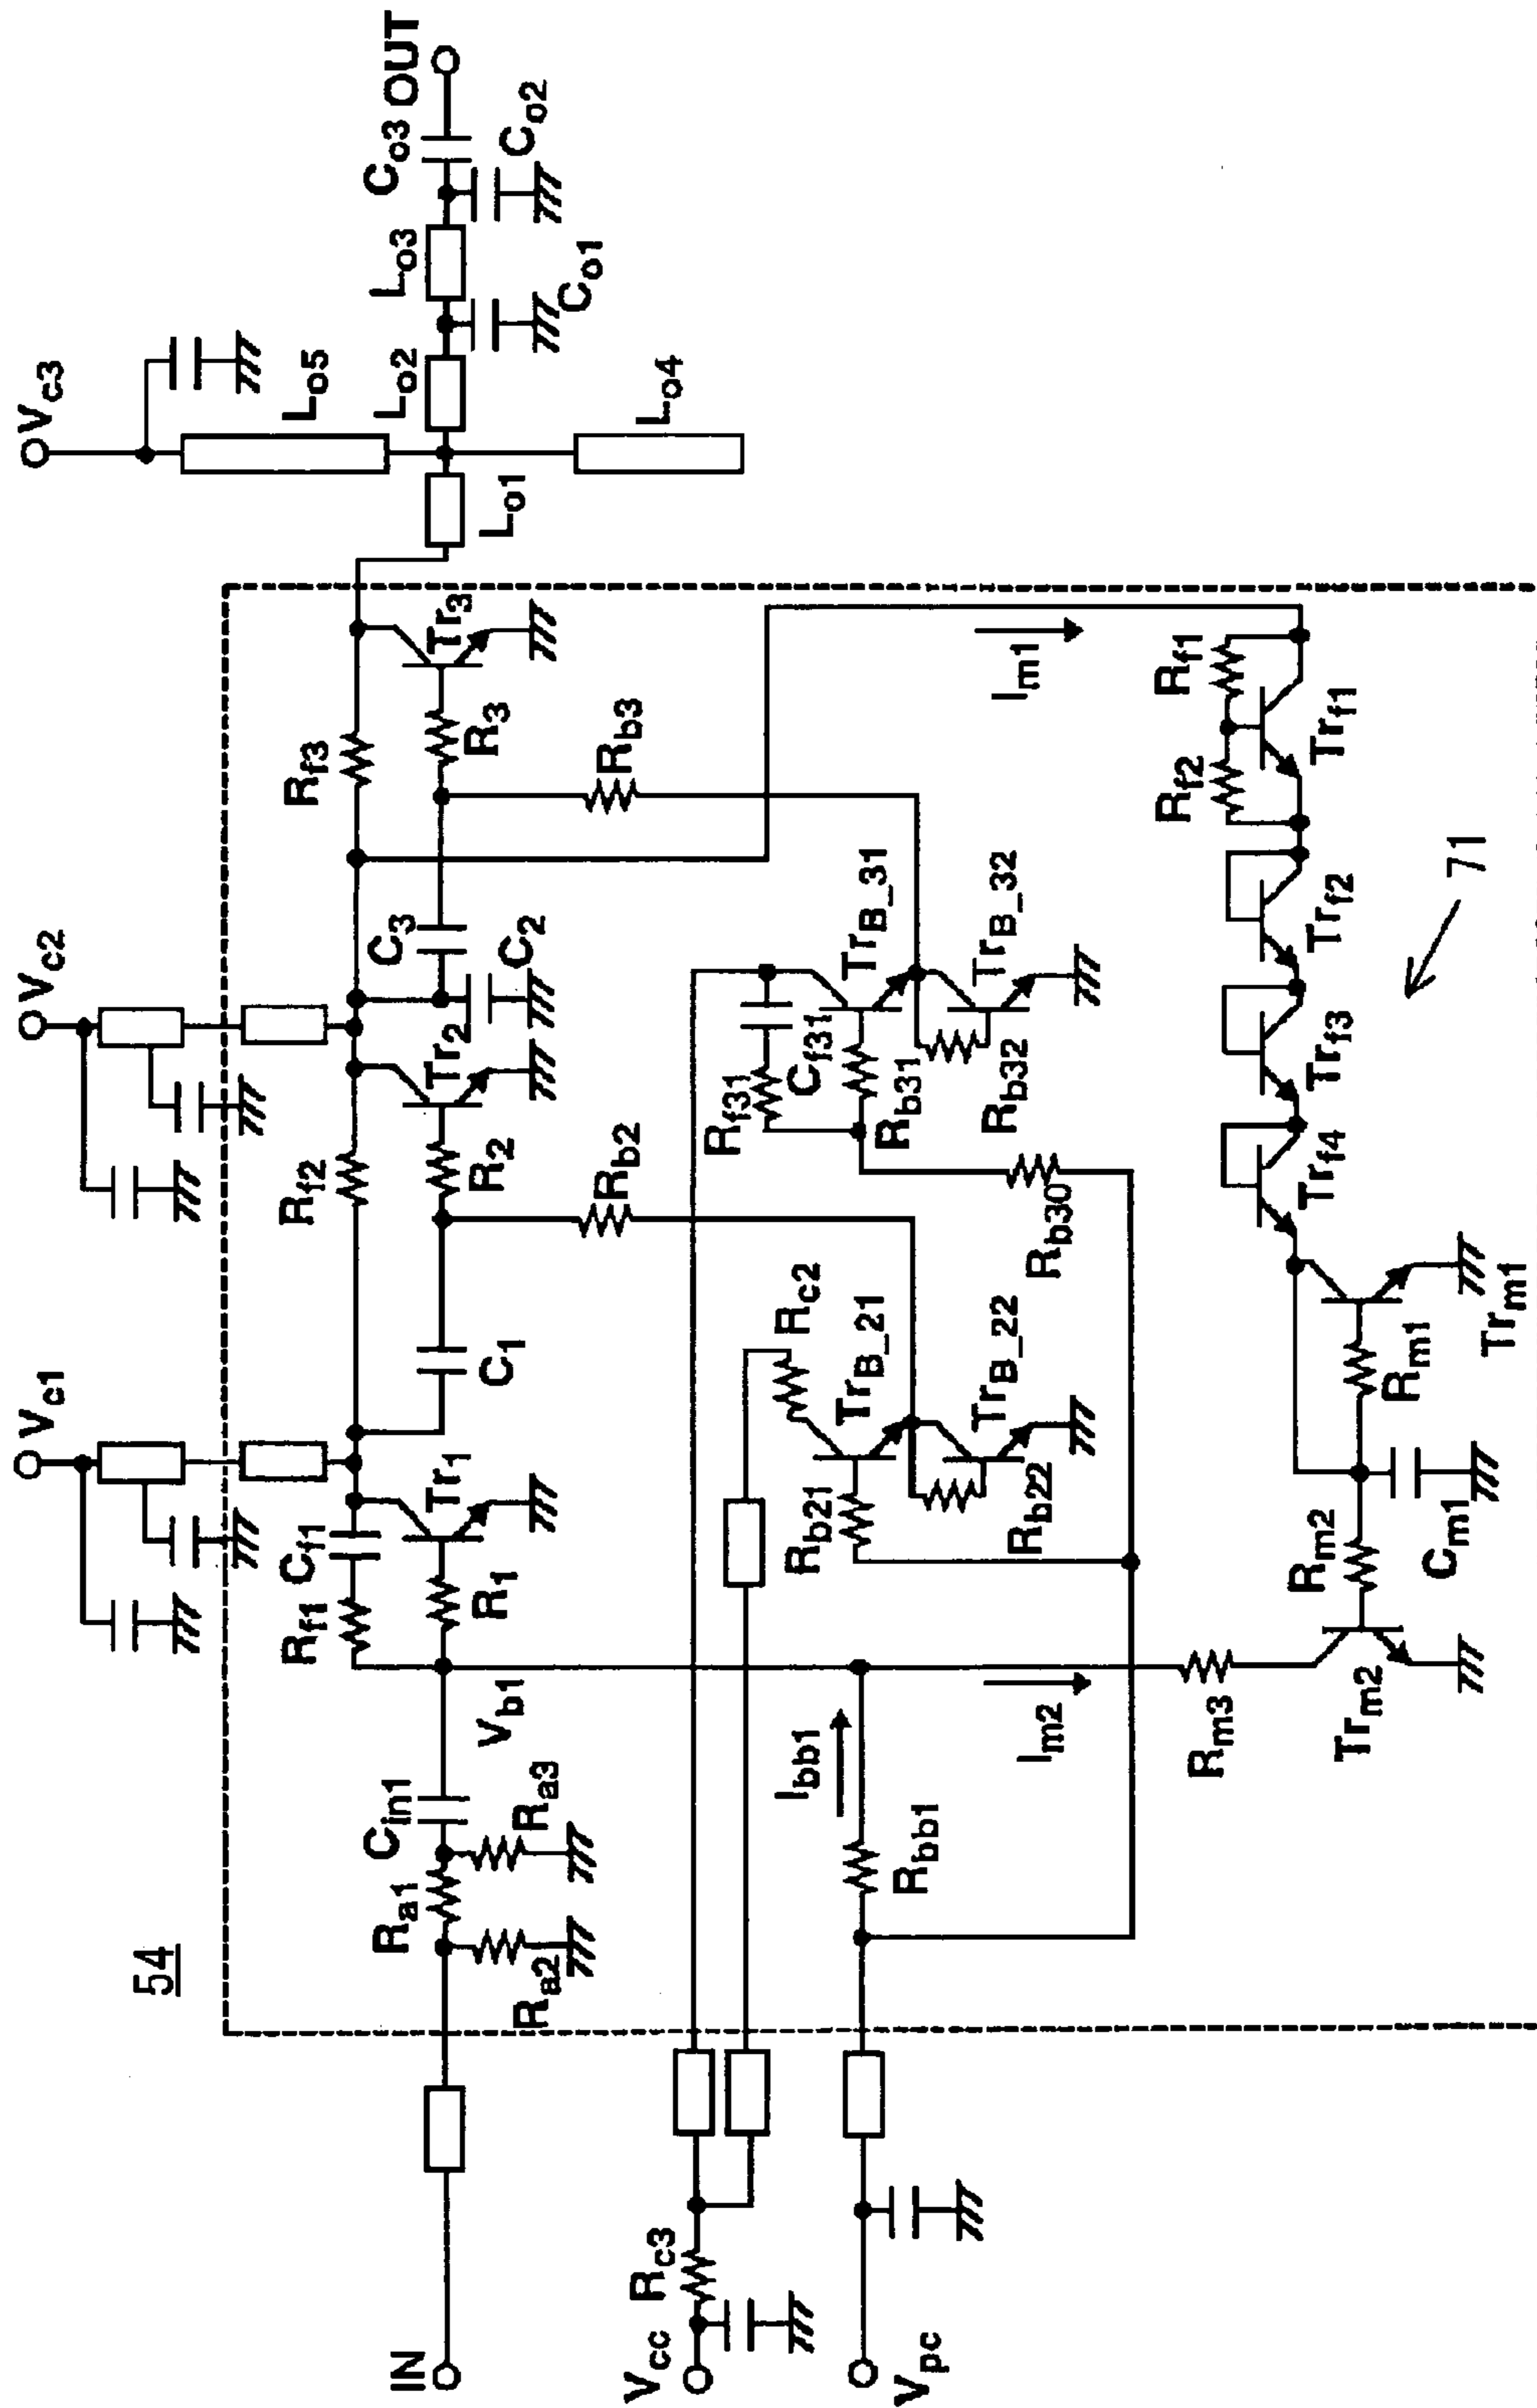 54
IN
Vcc
Vpc
Rc3
Ra2
Ra1
Ra3
Cin1
Vb1
Rf1
Cf1
R1
Tr1
Vc1
C1
Rf2
R2
Tr2
Vc2
C2
C3
Rf3
R3
Tr3
Rb2
Rb3
Lo1
Lo2
Lo3
Lo4
Lo5
Vc3
Co1
Co2
Co3
OUT
Rbb1
Ibb1
Im2
Rb21
Rb22
Rc2
TrB_21
TrB_22
Rb30
Rf31
Cf31
Rb31
Rb32
TrB_31
TrB_32
Im1
Rf1
Rf2
Trf1
Trf2
Trf3
Trf4
71
Rm3
Trm2
Rm2
Cm1
Rm1
Trm1